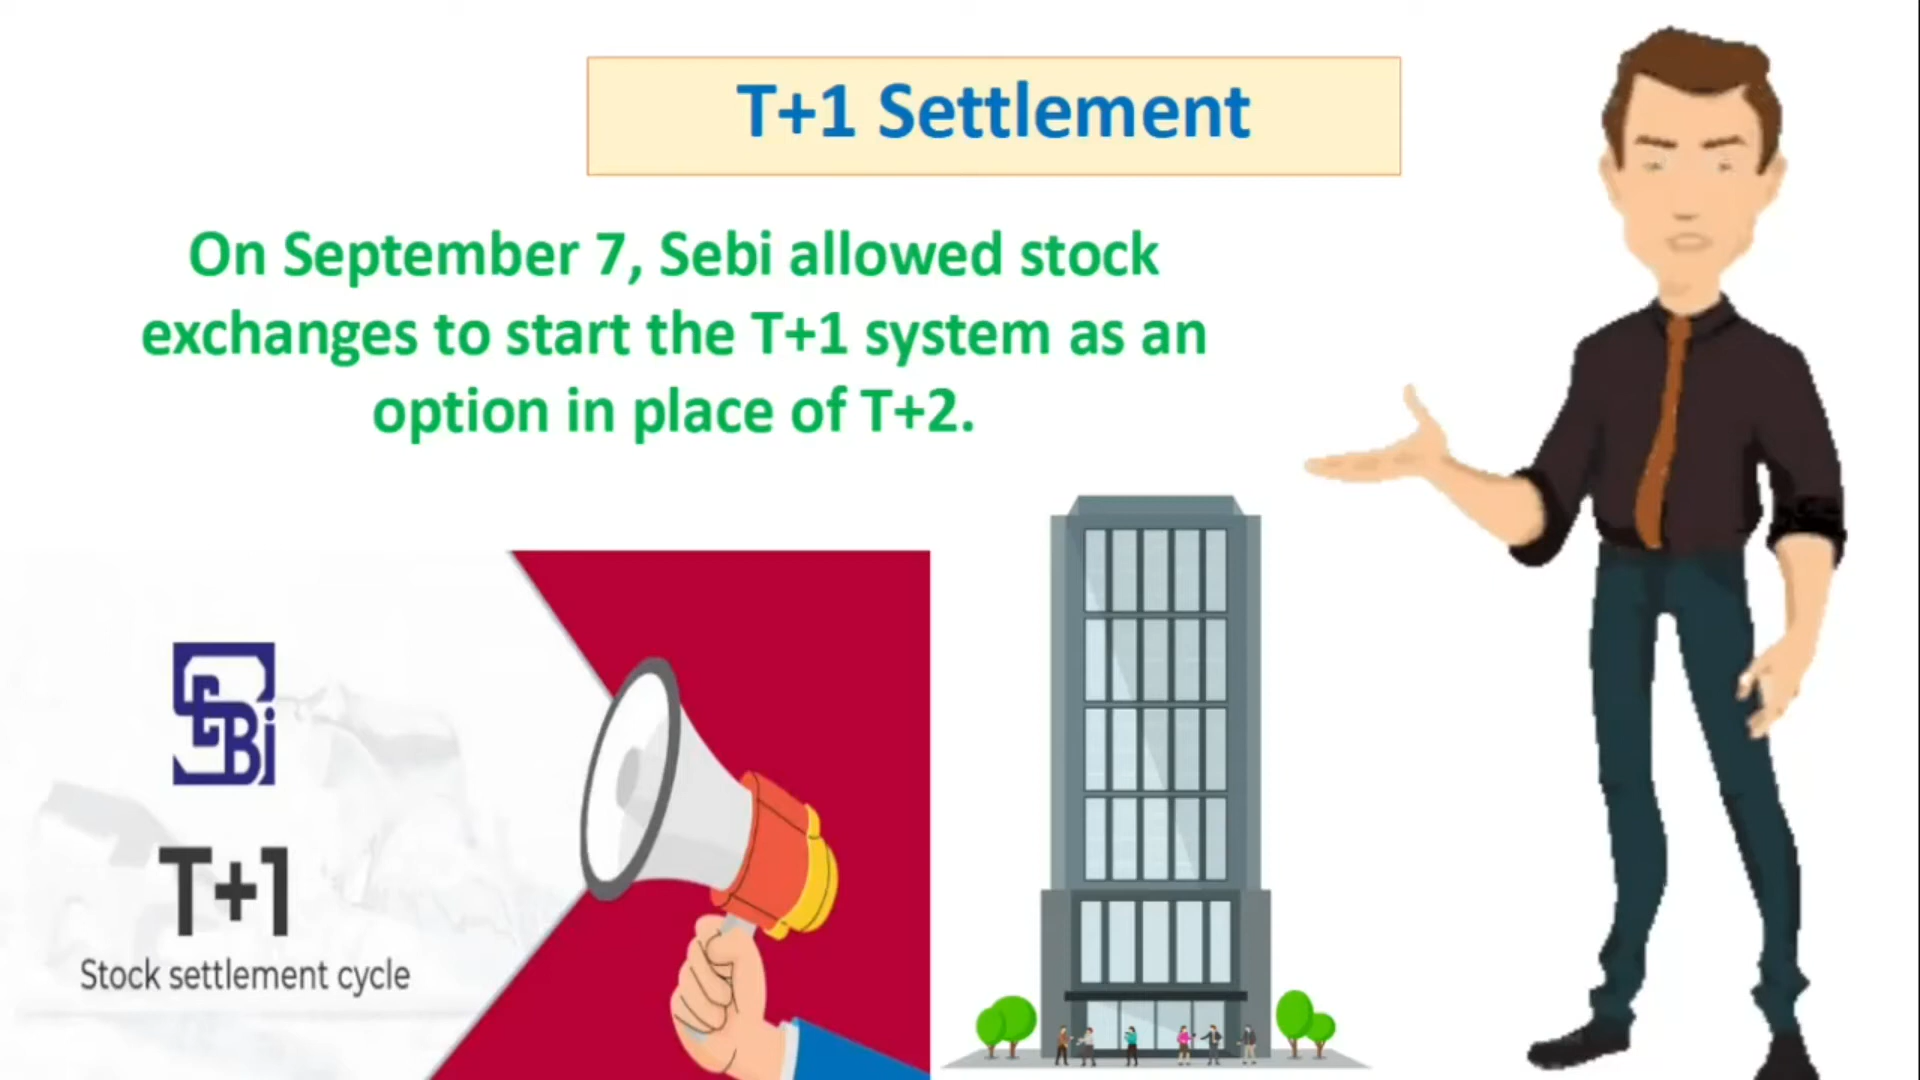 T+1 Settlement
On September 7, Sebi allowed stock
exchanges to start the T+1 system as an
option in place of T+2.
SEBi
T+1
Stock settlement cycle